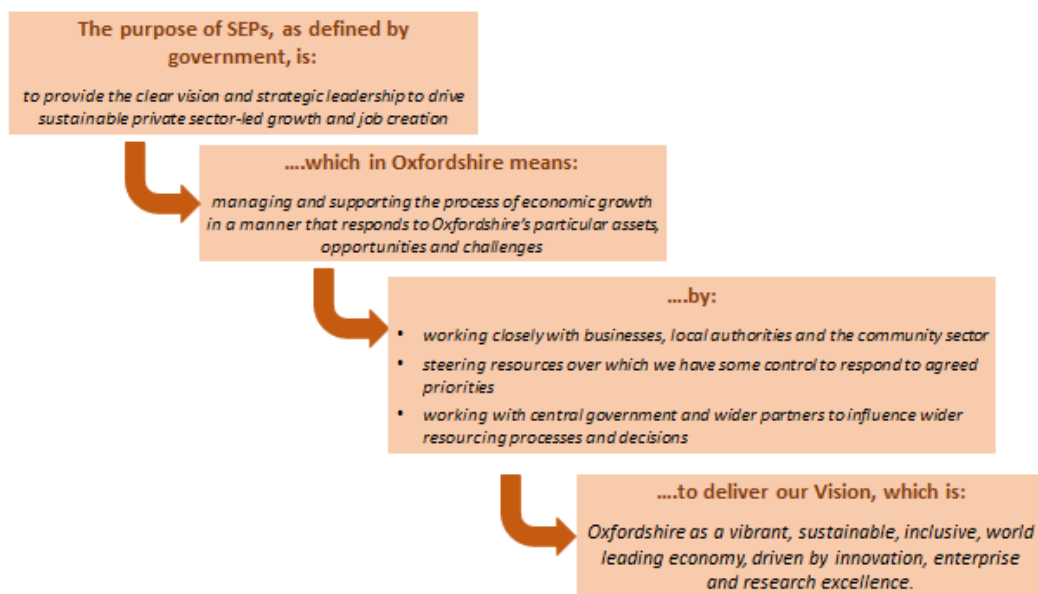 The purpose of SEPs, as defined by
government, is:
to provide the clear vision and strategic leadership to drive
sustainable private sector-led growth and job creation
....which in Oxfordshire means:
managing and supporting the process of economic growth
in a manner that responds to Oxfordshire's particular assets,
opportunities and challenges
....by:
• working closely with businesses, local authorities and the community sector
• steering resources over which we have some control to respond to agreed
priorities
• working with central government and wider partners to influence wider
resourcing processes and decisions
....to deliver our Vision, which is:
Oxfordshire as a vibrant, sustainable, inclusive, world
leading economy, driven by innovation, enterprise
and research excellence.